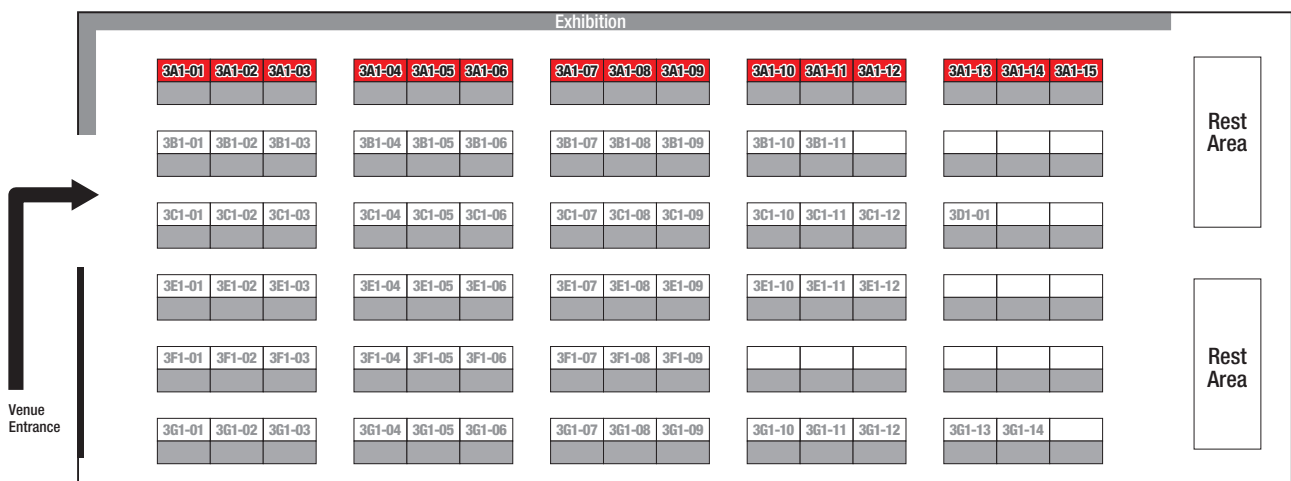 Exhibition
3A1-01 3A1-02 3A1-03 3A1-04 3A1-05 3A1-06 3A1-07 3A1-08 3A1-09 3A1-10 3A1-11 3A1-12 3A1-13 3A1-14 3A1-15
3B1-01 3B1-02 3B1-03 3B1-04 3B1-05 3B1-06 3B1-07 3B1-08 3B1-09 3B1-10 3B1-11
Rest
Area
3C1-01 3C1-02 3C1-03 3C1-04 3C1-05 3C1-06 3C1-07 3C1-08 3C1-09 3C1-10 3C1-11 3C1-12 3D1-01
3E1-01 3E1-02 3E1-03 3E1-04 3E1-05 3E1-06 3E1-07 3E1-08 3E1-09 3E1-10 3E1-11 3E1-12
3F1-01 3F1-02 3F1-03 3F1-04 3F1-05 3F1-06 3F1-07 3F1-08 3F1-09
Rest
Area
Venue
Entrance
3G1-01 3G1-02 3G1-03 3G1-04 3G1-05 3G1-06 3G1-07 3G1-08 3G1-09 3G1-10 3G1-11 3G1-12 3G1-13 3G1-14